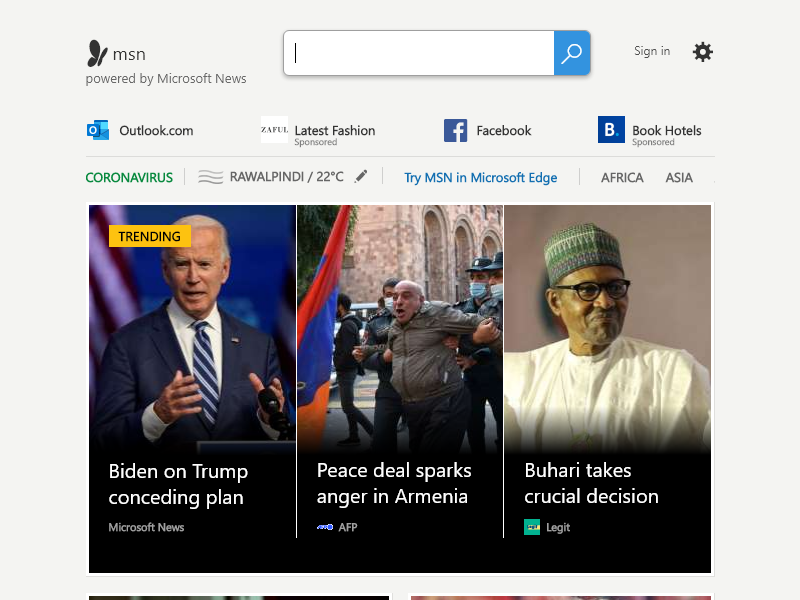 msn
powered by Microsoft News
Sign in
Outlook.com
ZAFUL
Latest Fashion
Sponsored
Facebook
B.
Book Hotels
Sponsored
CORONAVIRUS
RAWALPINDI / 22°C
Try MSN in Microsoft Edge
AFRICA
ASIA
TRENDING
Biden on Trump
conceding plan
Microsoft News
Peace deal sparks
anger in Armenia
AFP
Buhari takes
crucial decision
Legit